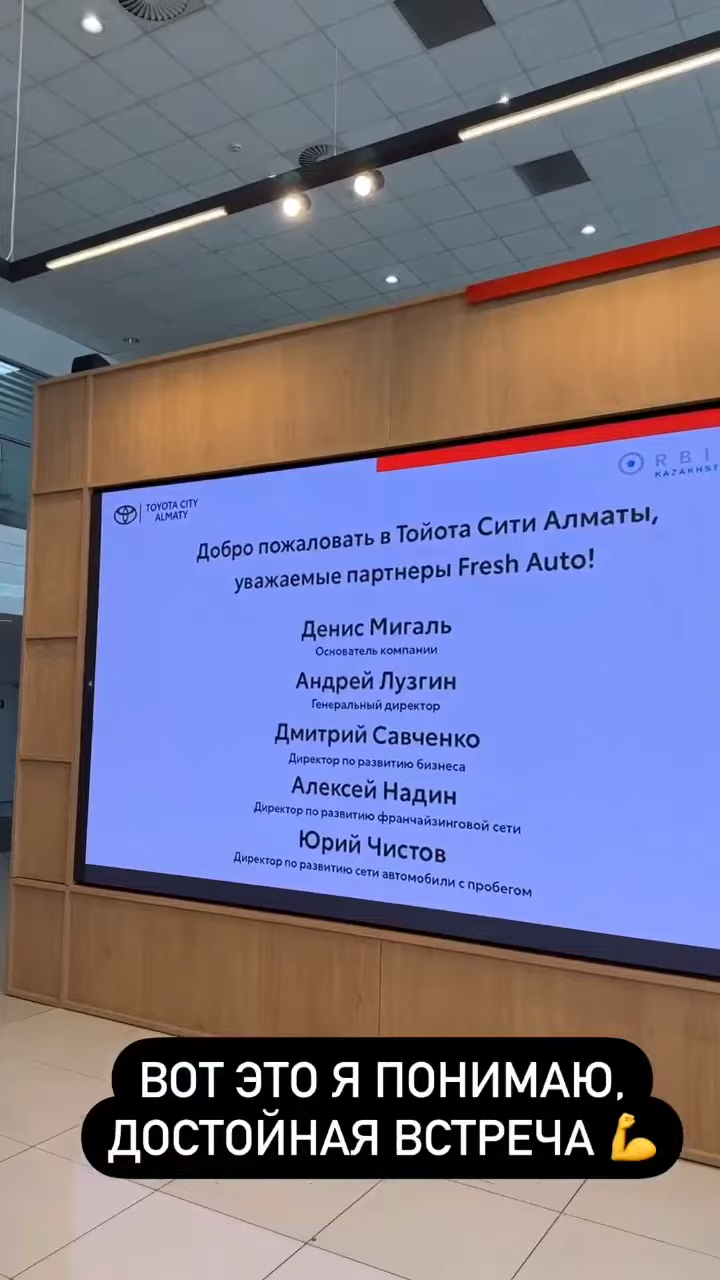 TOYOTA CITY
ALMATY
RBI
KAZAKHST
Добро пожаловать в Тойота Сити Алматы,
уважаемые партнеры Fresh Auto!
Денис Мигаль
Основатель компании
Андрей Лузгин
Генеральный директор
Дмитрий Савченко
Директор по развитию бизнеса
Алексей Надин
Директор по развитию франчайзинговой сети
Юрий Чистов
Директор по развитию сети автомобили с пробегом
ВОТ ЭТО Я ПОНИМАЮ,
ДОСТОЙНАЯ ВСТРЕЧА 💪